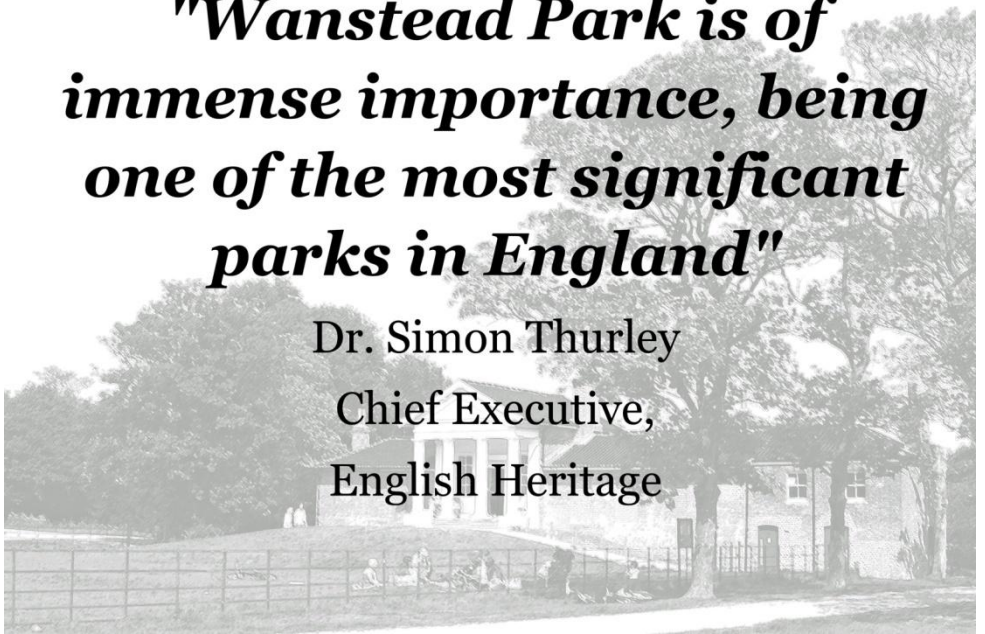 "Wanstead Park is of
immense importance, being
one of the most significant
parks in England"
Dr. Simon Thurley
Chief Executive,
English Heritage